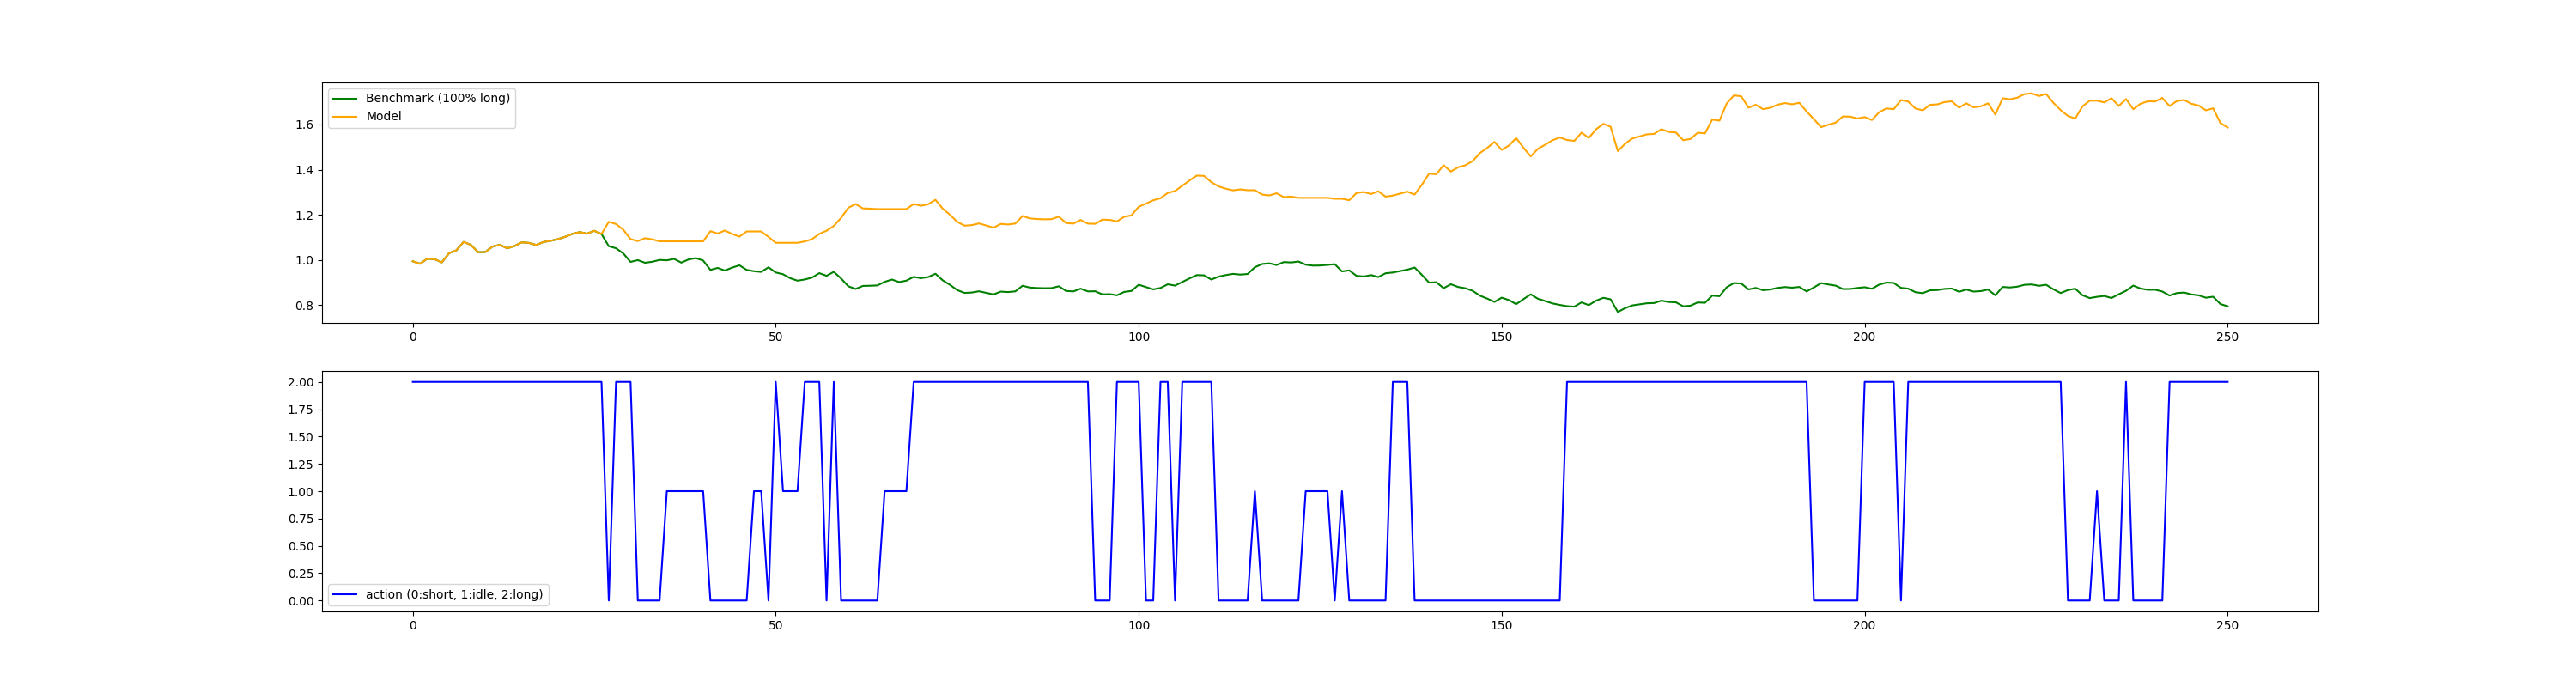 Benchmark (100% long)
Model
1.6
1.4
1.2
1.0
0.8
0 50 100 150 200 250
2.00
1.75
1.50
1.25
1.00
0.75
0.50
0.25
0.00
action (0:short, 1:idle, 2:long)
0 50 100 150 200 250